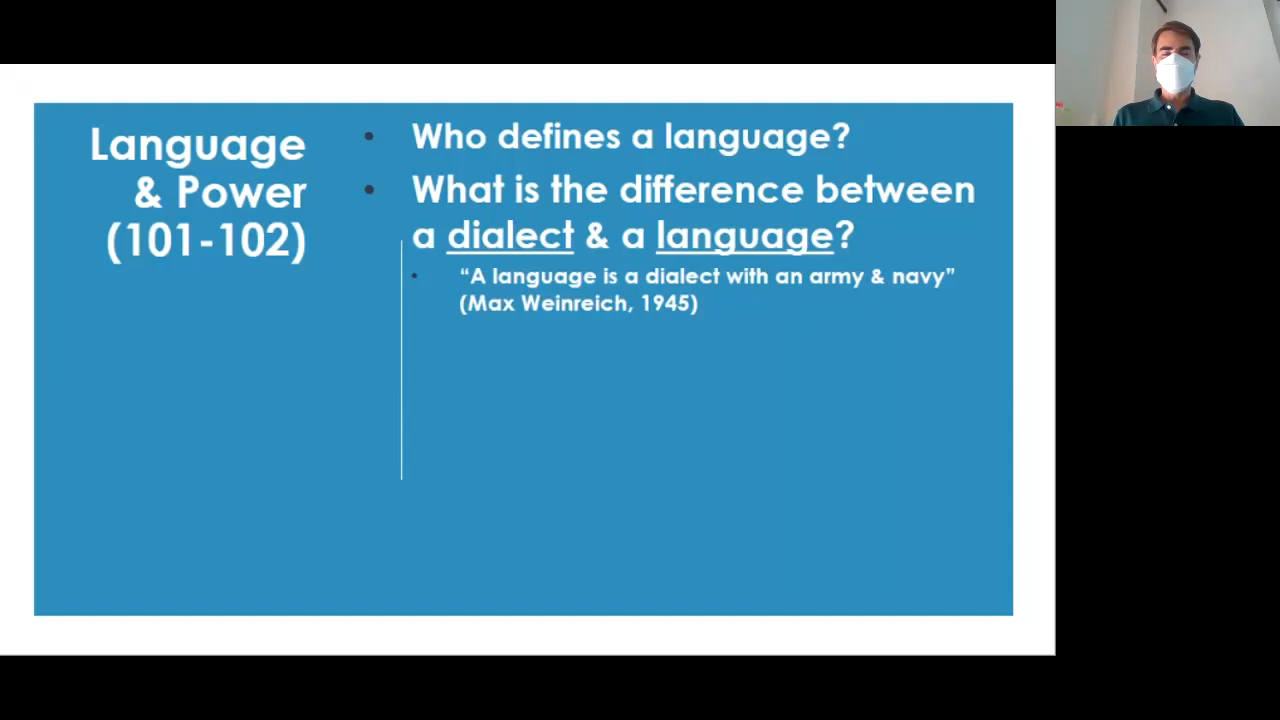 Language
& Power
(101-102)
• Who defines a language?
• What is the difference between
a dialect & a language?
• “A language is a dialect with an army & navy”
(Max Weinreich, 1945)